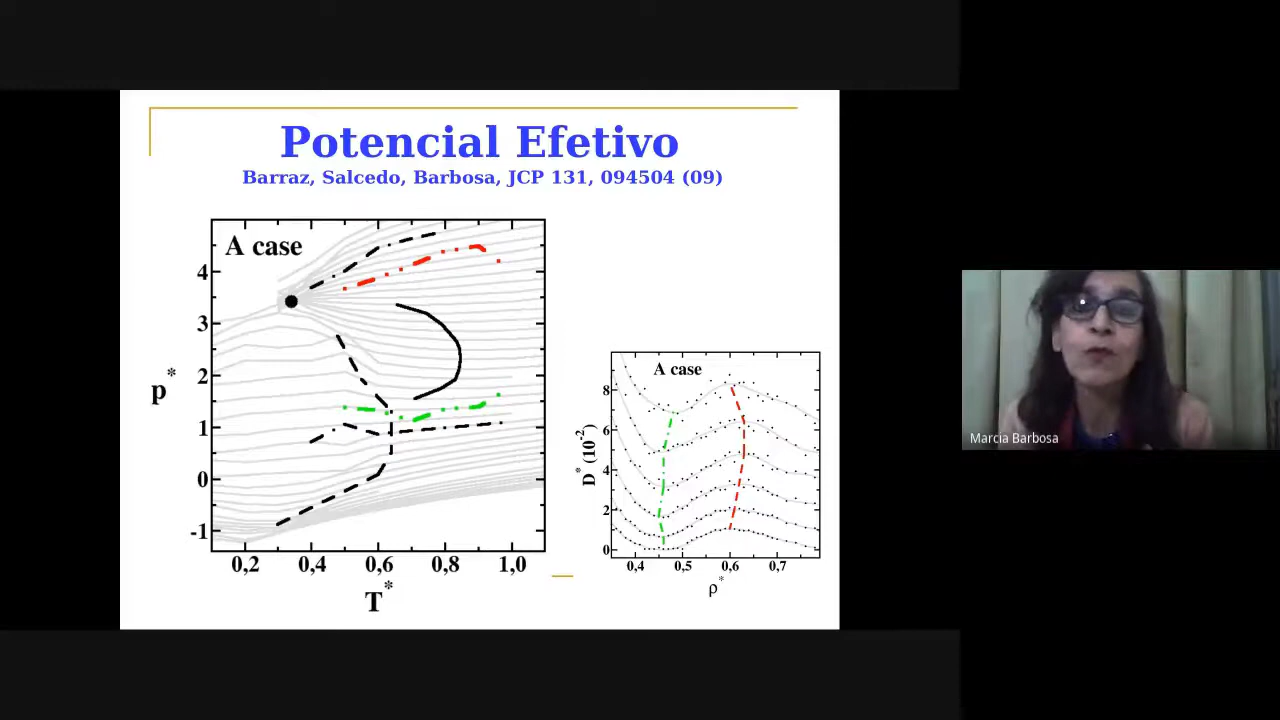 Potencial Efetivo
Barraz, Salcedo, Barbosa, JCP 131, 094504 (09)
A case
4
3
2
1
0
-1
p*
0,2 0,4 0,6 0,8 1,0
T*
A case
8
6
4
2
0
D* (10-2)
0,4 0,5 0,6 0,7
ρ*
Marcia Barbosa